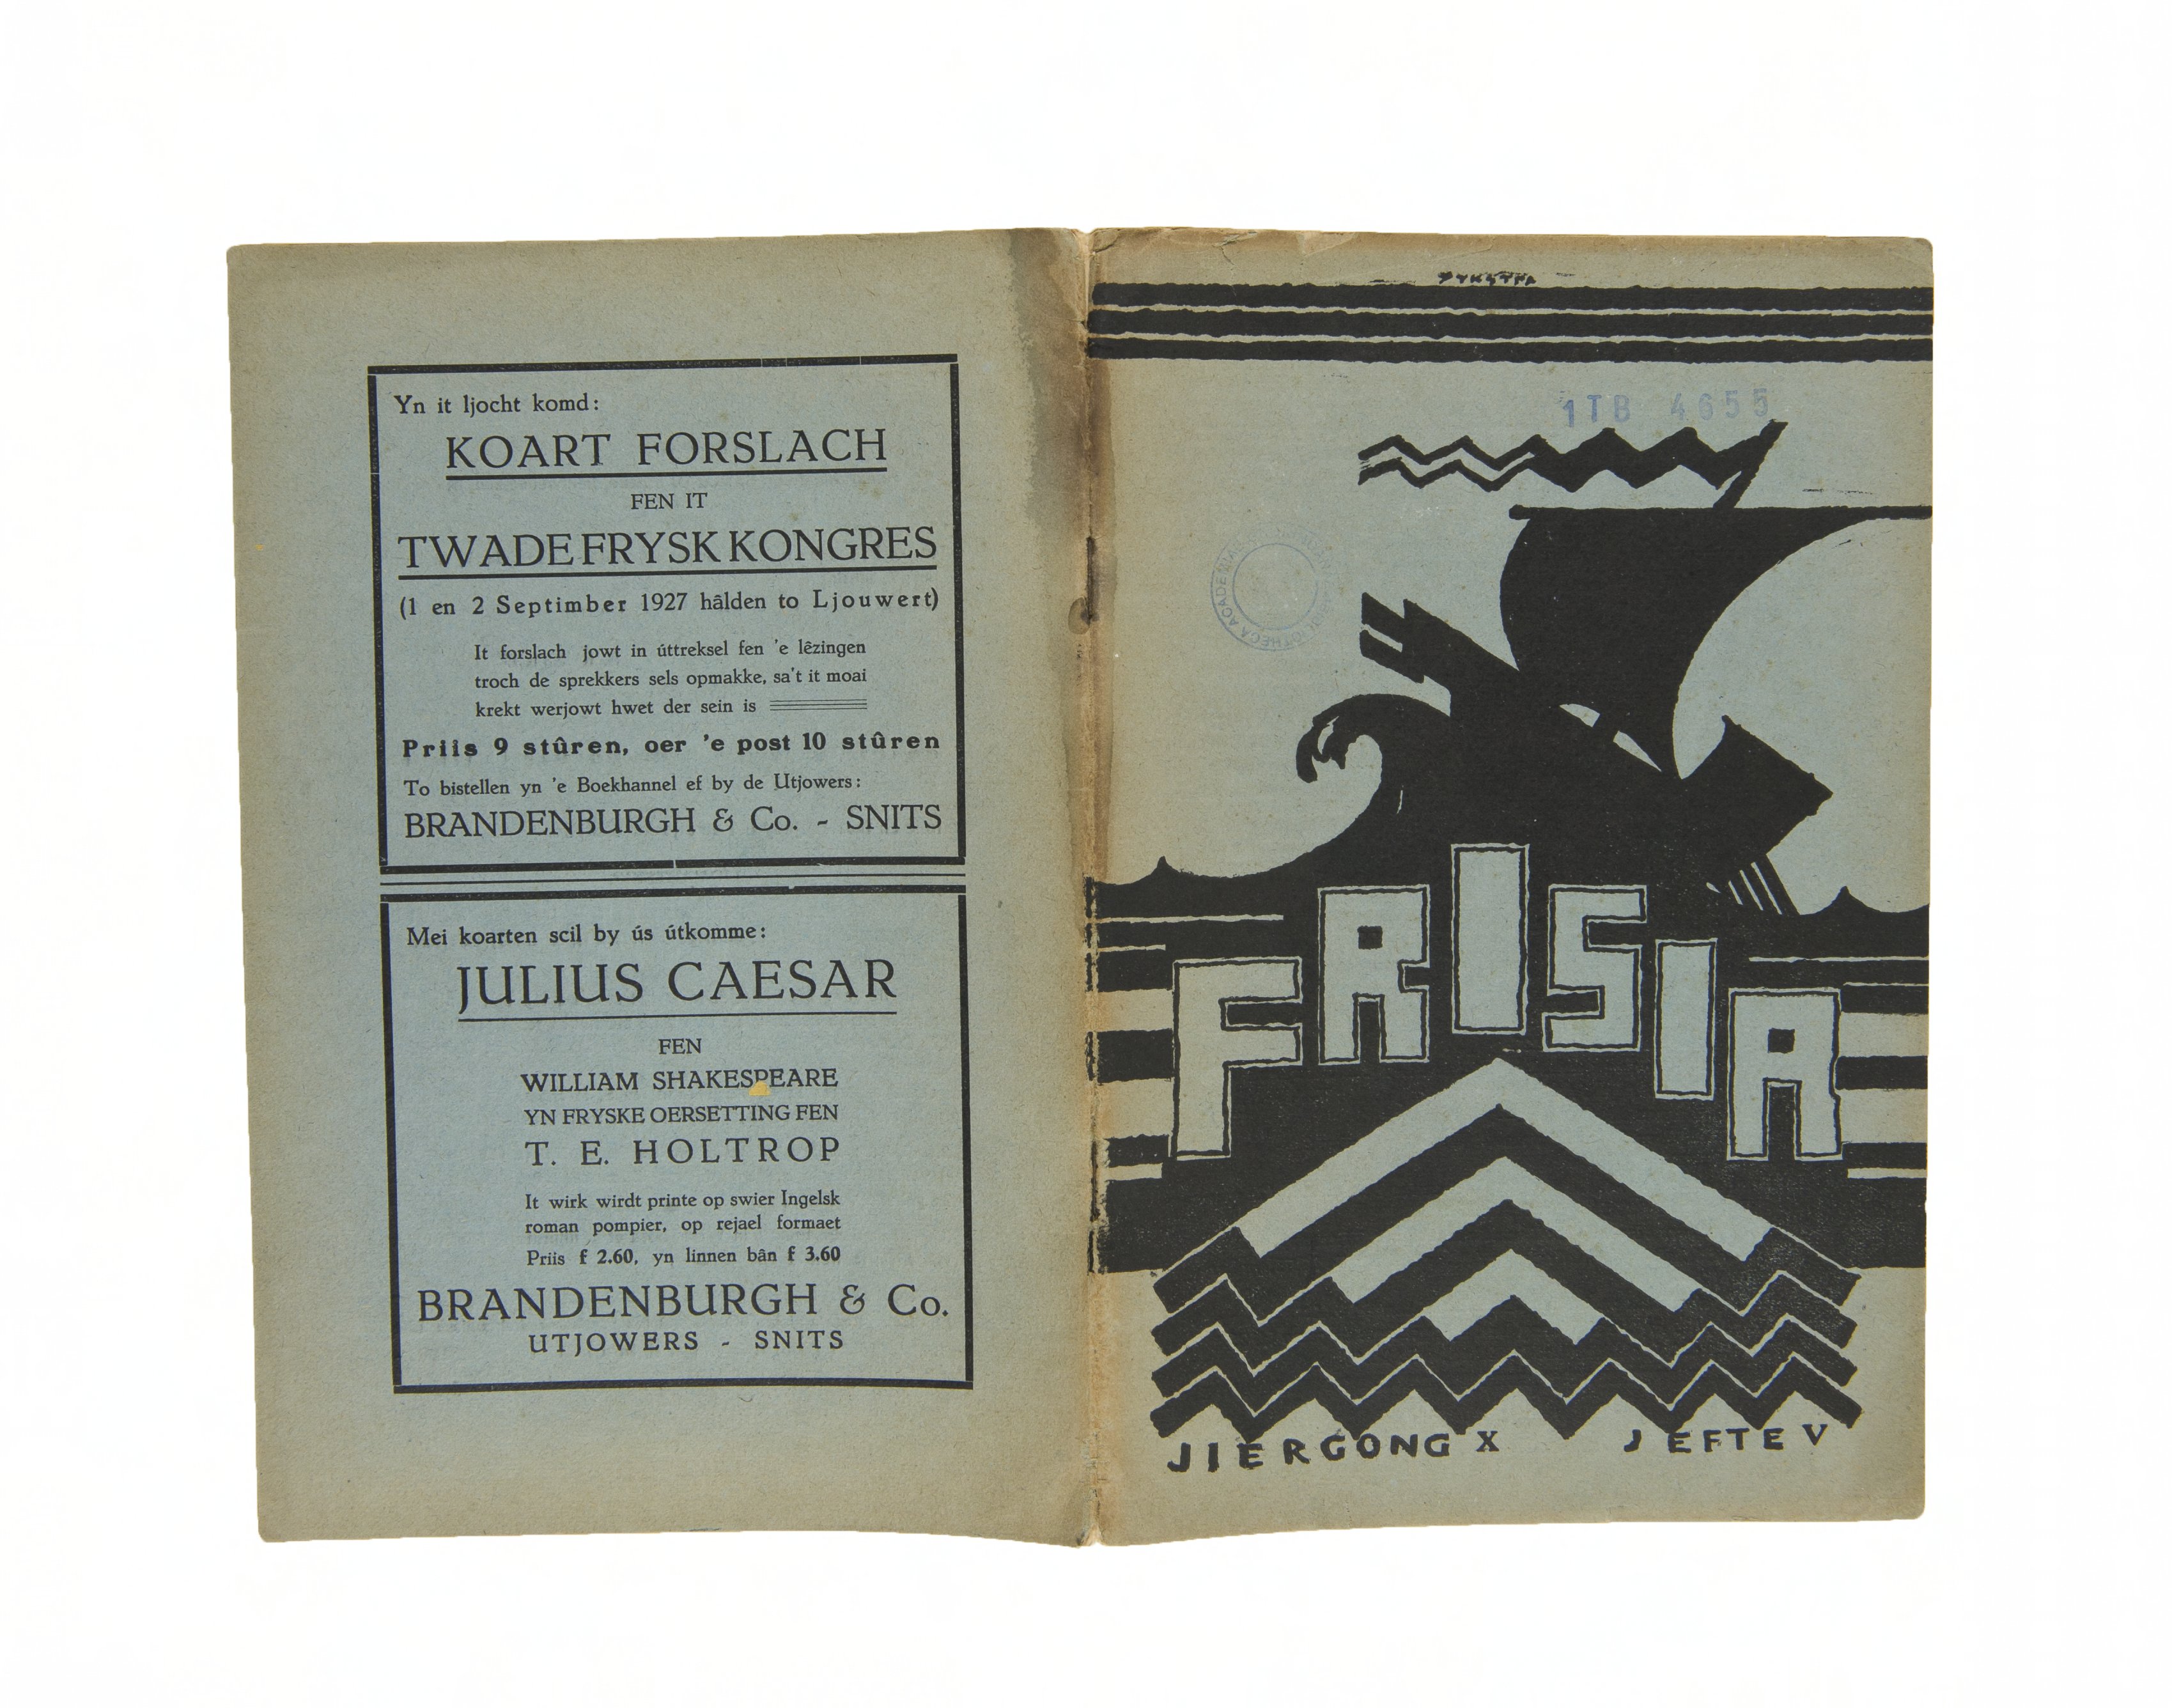 Yn it ljocht komd:
KOART FORSLACH
FEN IT
TWADE FRYSK KONGRES
(1 en 2 Septimber 1927 hâlden to Ljouwert)
It forslach jowt in úttreksel fen 'e lêzingen
troch de sprekkers sels opmakke, sa't it moai
krekt werjowt hwet der sein is
Priis 9 stûren, oer 'e post 10 stûren
To bistellen yn 'e Boekhannel ef by de Utjowers:
BRANDENBURGH & Co. - SNITS
Mei koarten scil by ús útkomme:
JULIUS CAESAR
FEN
WILLIAM SHAKESPEARE
YN FRYSKE OERSETTING FEN
T. E. HOLTROP
It wirk wirdt printe op swier Ingelsk
roman pompier, op rejael formaet
Priis f 2.60, yn linnen bân f 3.60
BRANDENBURGH & Co.
UTJOWERS - SNITS
1TB 4655
FRISIA
JIERGONG X JEFTE V